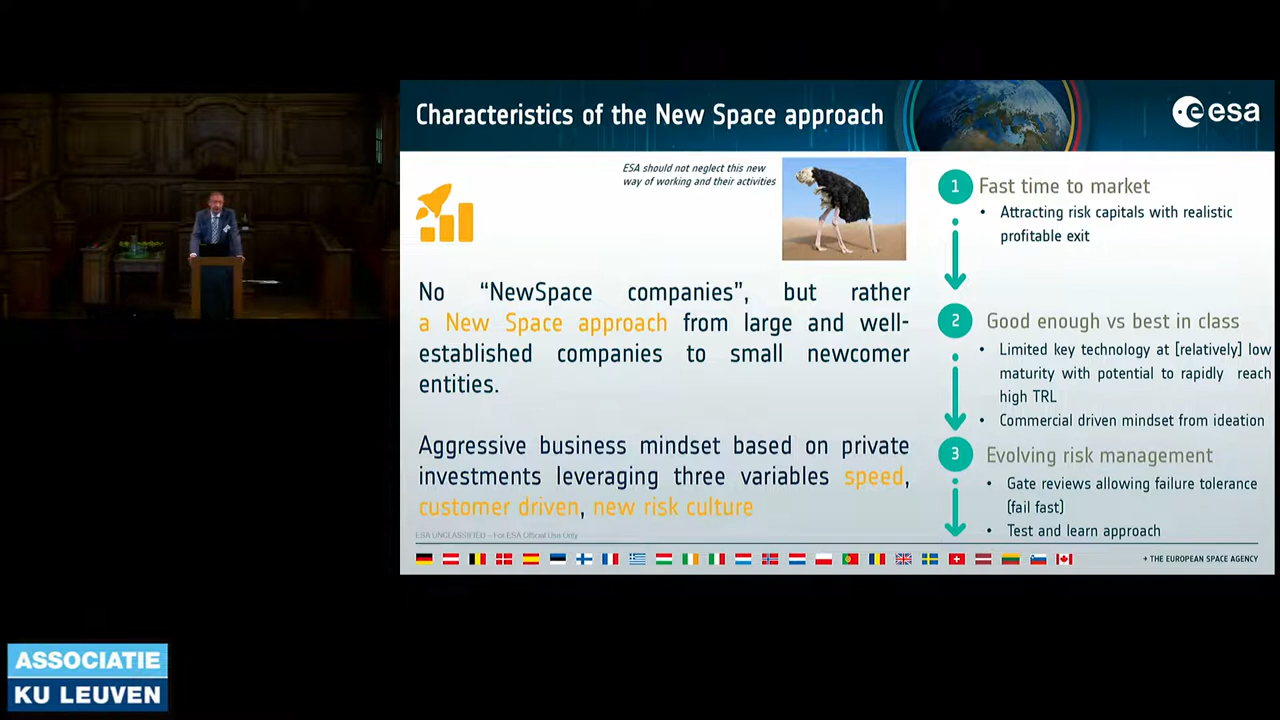 Characteristics of the New Space approach
esa
ESA should not neglect this new
way of working and their activities
No “NewSpace companies”, but rather
a New Space approach from large and well-
established companies to small newcomer
entities.
Aggressive business mindset based on private
investments leveraging three variables speed,
customer driven, new risk culture
1 Fast time to market
• Attracting risk capitals with realistic
profitable exit
2 Good enough vs best in class
• Limited key technology at [relatively] low
maturity with potential to rapidly reach
high TRL
• Commercial driven mindset from ideation
3 Evolving risk management
• Gate reviews allowing failure tolerance
(fail fast)
• Test and learn approach
ESA UNCLASSIFIED – For ESA Official Use Only
→ THE EUROPEAN SPACE AGENCY
ASSOCIATIE
KU LEUVEN